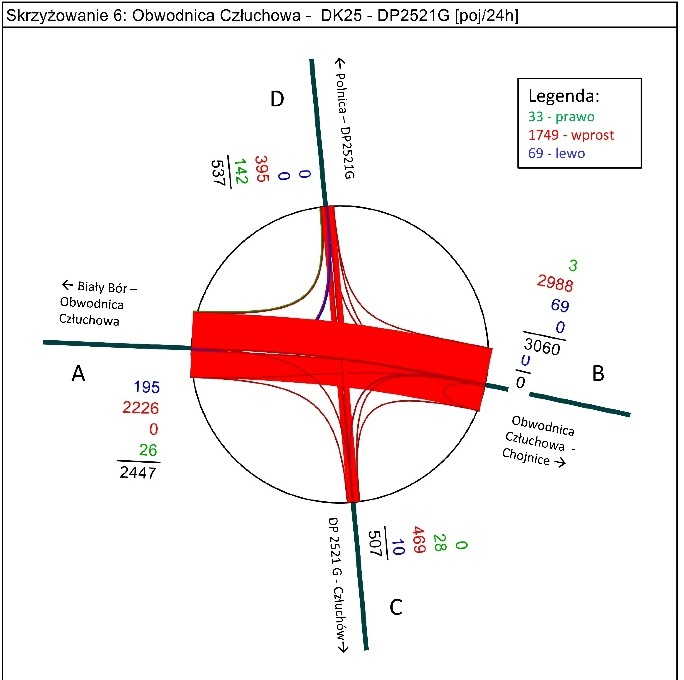 Skrzyżowanie 6: Obwodnica Człuchowa - DK25 - DP2521G [poj/24h]
Legenda:
33 - prawo
1749 - wprost
69 - lewo
D
← Polnica – DP2521G
537
142
395
0
0
← Biały Bór –
Obwodnica
Człuchowa
A
195
2226
0
26
2447
3
2988
69
0
3060
0
0
B
Obwodnica
Człuchowa -
Chojnice →
DP 2521 G - Człuchów→
507
10
469
28
0
C